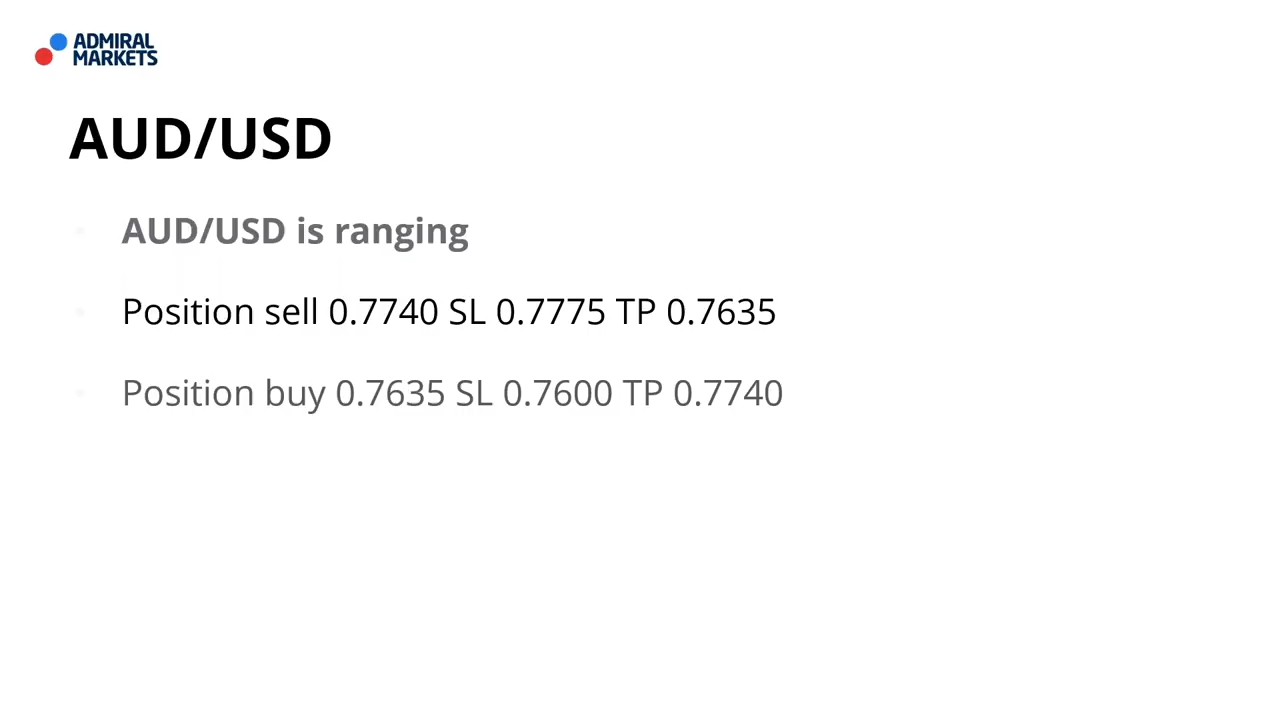 ADMIRAL
MARKETS
AUD/USD
AUD/USD is ranging
Position sell 0.7740 SL 0.7775 TP 0.7635
Position buy 0.7635 SL 0.7600 TP 0.7740